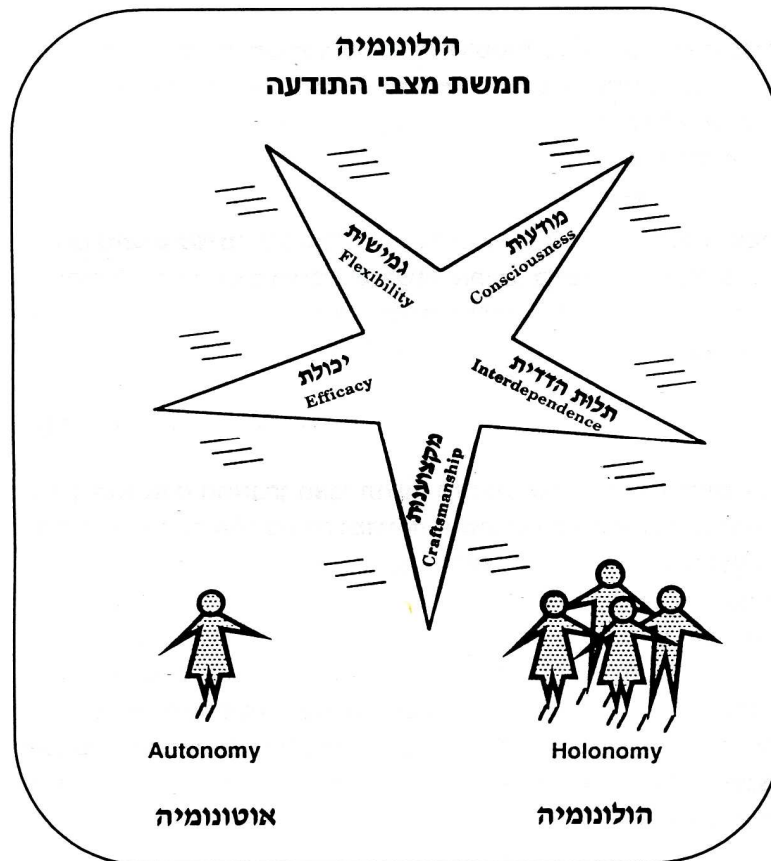 הולונומיה
חמשת מצבי התודעה
גמישות
Flexibility
מודעות
Consciousness
יכולת
Efficacy
תלות הדדית
Interdependence
מקצוענות
Craftsmanship
Autonomy
Holonomy
אוטונומיה
הולונומיה